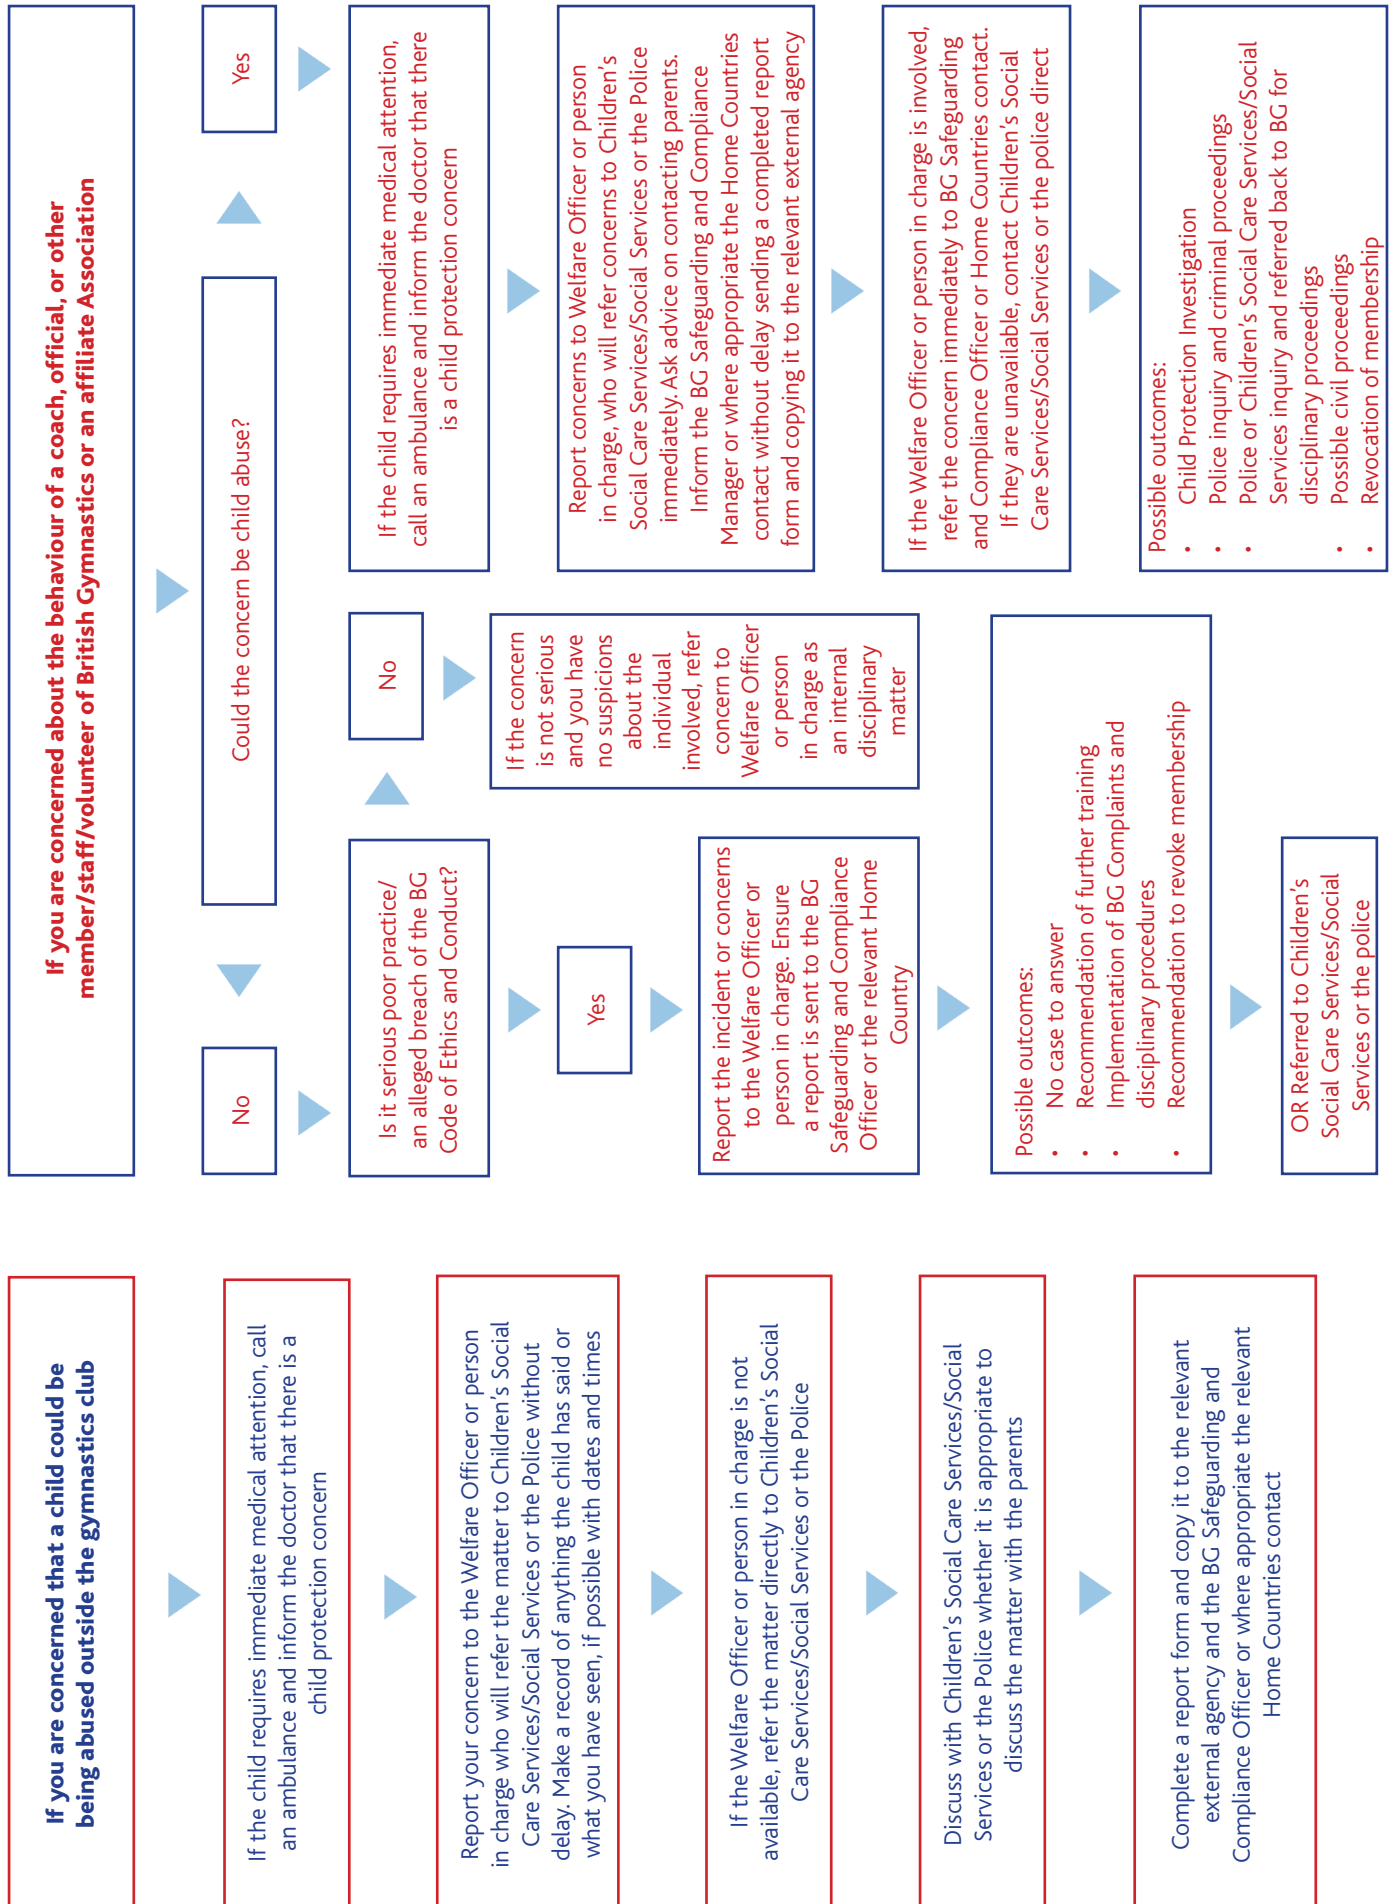 If you are concerned that a child could be
being abused outside the gymnastics club
If the child requires immediate medical attention, call
an ambulance and inform the doctor that there is a
child protection concern
Report your concern to the Welfare Officer or person
in charge who will refer the matter to Children's Social
Care Services/Social Services or the Police without
delay. Make a record of anything the child has said or
what you have seen, if possible with dates and times
If the Welfare Officer or person in charge is not
available, refer the matter directly to Children's Social
Care Services/Social Services or the Police
Discuss with Children's Social Care Services/Social
Services or the Police whether it is appropriate to
discuss the matter with the parents
Complete a report form and copy it to the relevant
external agency and the BG Safeguarding and
Compliance Officer or where appropriate the relevant
Home Countries contact
If you are concerned about the behaviour of a coach, official, or other
member/staff/volunteer of British Gymnastics or an affiliate Association
Could the concern be child abuse?
No
Yes
Is it serious poor practice/
an alleged breach of the BG
Code of Ethics and Conduct?
No
Yes
Report the incident or concerns
to the Welfare Officer or
person in charge. Ensure
a report is sent to the BG
Safeguarding and Compliance
Officer or the relevant Home
Country
If the concern
is not serious
and you have
no suspicions
about the
individual
involved, refer
concern to
Welfare Officer
or person
in charge as
an internal
disciplinary
matter
Possible outcomes:
• No case to answer
• Recommendation of further training
• Implementation of BG Complaints and
disciplinary procedures
• Recommendation to revoke membership
OR Referred to Children's
Social Care Services/Social
Services or the police
If the child requires immediate medical attention,
call an ambulance and inform the doctor that there
is a child protection concern
Report concerns to Welfare Officer or person
in charge, who will refer concerns to Children's
Social Care Services/Social Services or the Police
immediately. Ask advice on contacting parents.
Inform the BG Safeguarding and Compliance
Manager or where appropriate the Home Countries
contact without delay sending a completed report
form and copying it to the relevant external agency
If the Welfare Officer or person in charge is involved,
refer the concern immediately to BG Safeguarding
and Compliance Officer or Home Countries contact.
If they are unavailable, contact Children's Social
Care Services/Social Services or the police direct
Possible outcomes:
• Child Protection Investigation
• Police inquiry and criminal proceedings
• Police or Children's Social Care Services/Social
Services inquiry and referred back to BG for
disciplinary proceedings
• Possible civil proceedings
• Revocation of membership